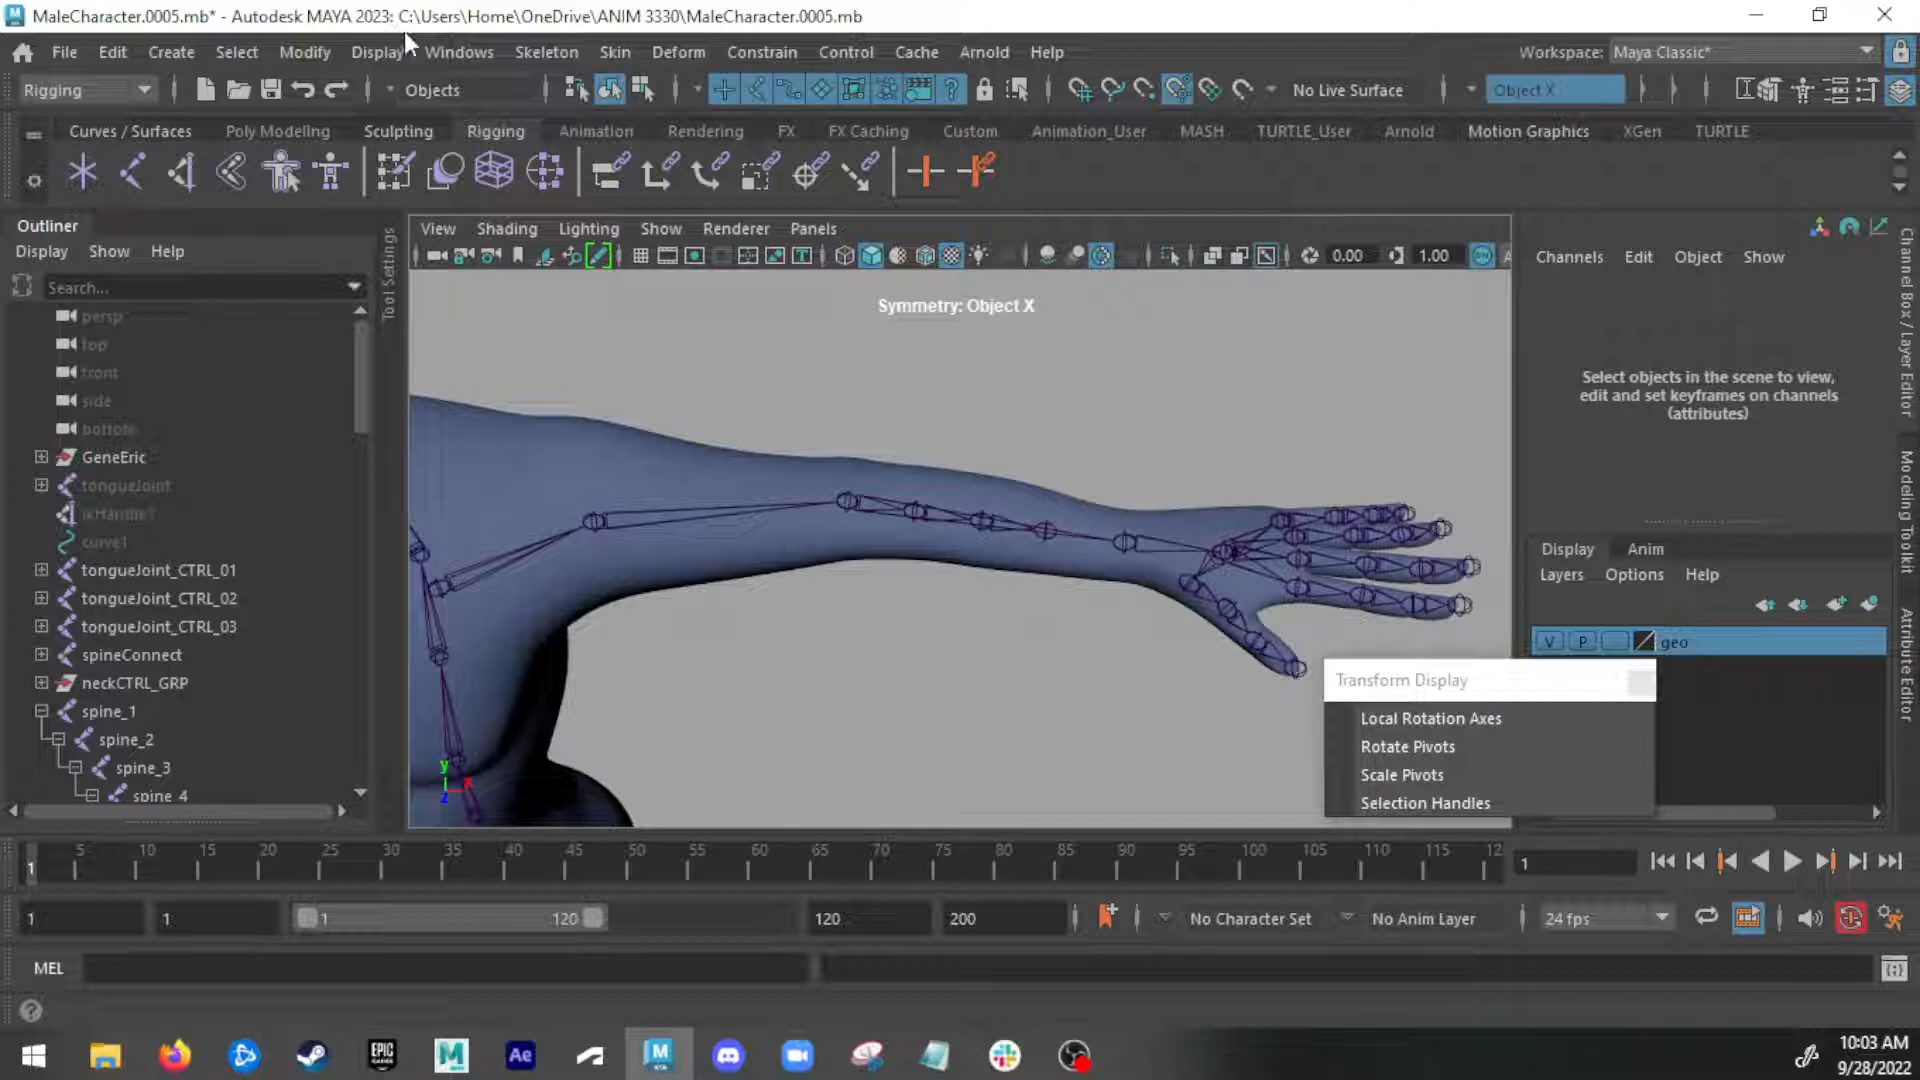 MaleCharacter.0005.mb* - Autodesk MAYA 2023: C:\Users\Home\OneDrive\ANIM 3330\MaleCharacter.0005.mb
File Edit Create Select Modify Display Windows Skeleton Skin Deform Constrain Control Cache Arnold Help
Workspace: Maya Classic*
Rigging Objects No Live Surface Object X
Curves / Surfaces Poly Modeling Sculpting Rigging Animation Rendering FX FX Caching Custom Animation_User MASH TURTLE_User Arnold Motion Graphics XGen TURTLE
Outliner
Display Show Help
Search...
persp
top
front
side
bottom
GeneEric
tongueJoint
ikHandle1
curve1
tongueJoint_CTRL_01
tongueJoint_CTRL_02
tongueJoint_CTRL_03
spineConnect
neckCTRL_GRP
spine_1
spine_2
spine_3
spine_4
Tool Settings
View Shading Lighting Show Renderer Panels
0.00 1.00
Symmetry: Object X
y
x
z
Transform Display
Local Rotation Axes
Rotate Pivots
Scale Pivots
Selection Handles
Channels Edit Object Show
Select objects in the scene to view,
edit and set keyframes on channels
(attributes)
Display Anim
Layers Options Help
V P geo
Channel Box / Layer Editor
Modeling Toolkit
Attribute Editor
1 5 10 15 20 25 30 35 40 45 50 55 60 65 70 75 80 85 90 95 100 105 110 115 12
1
1 1 1 120 120 200 No Character Set No Anim Layer 24 fps
MEL
EPIC GAMES M Ae M
10:03 AM
9/28/2022